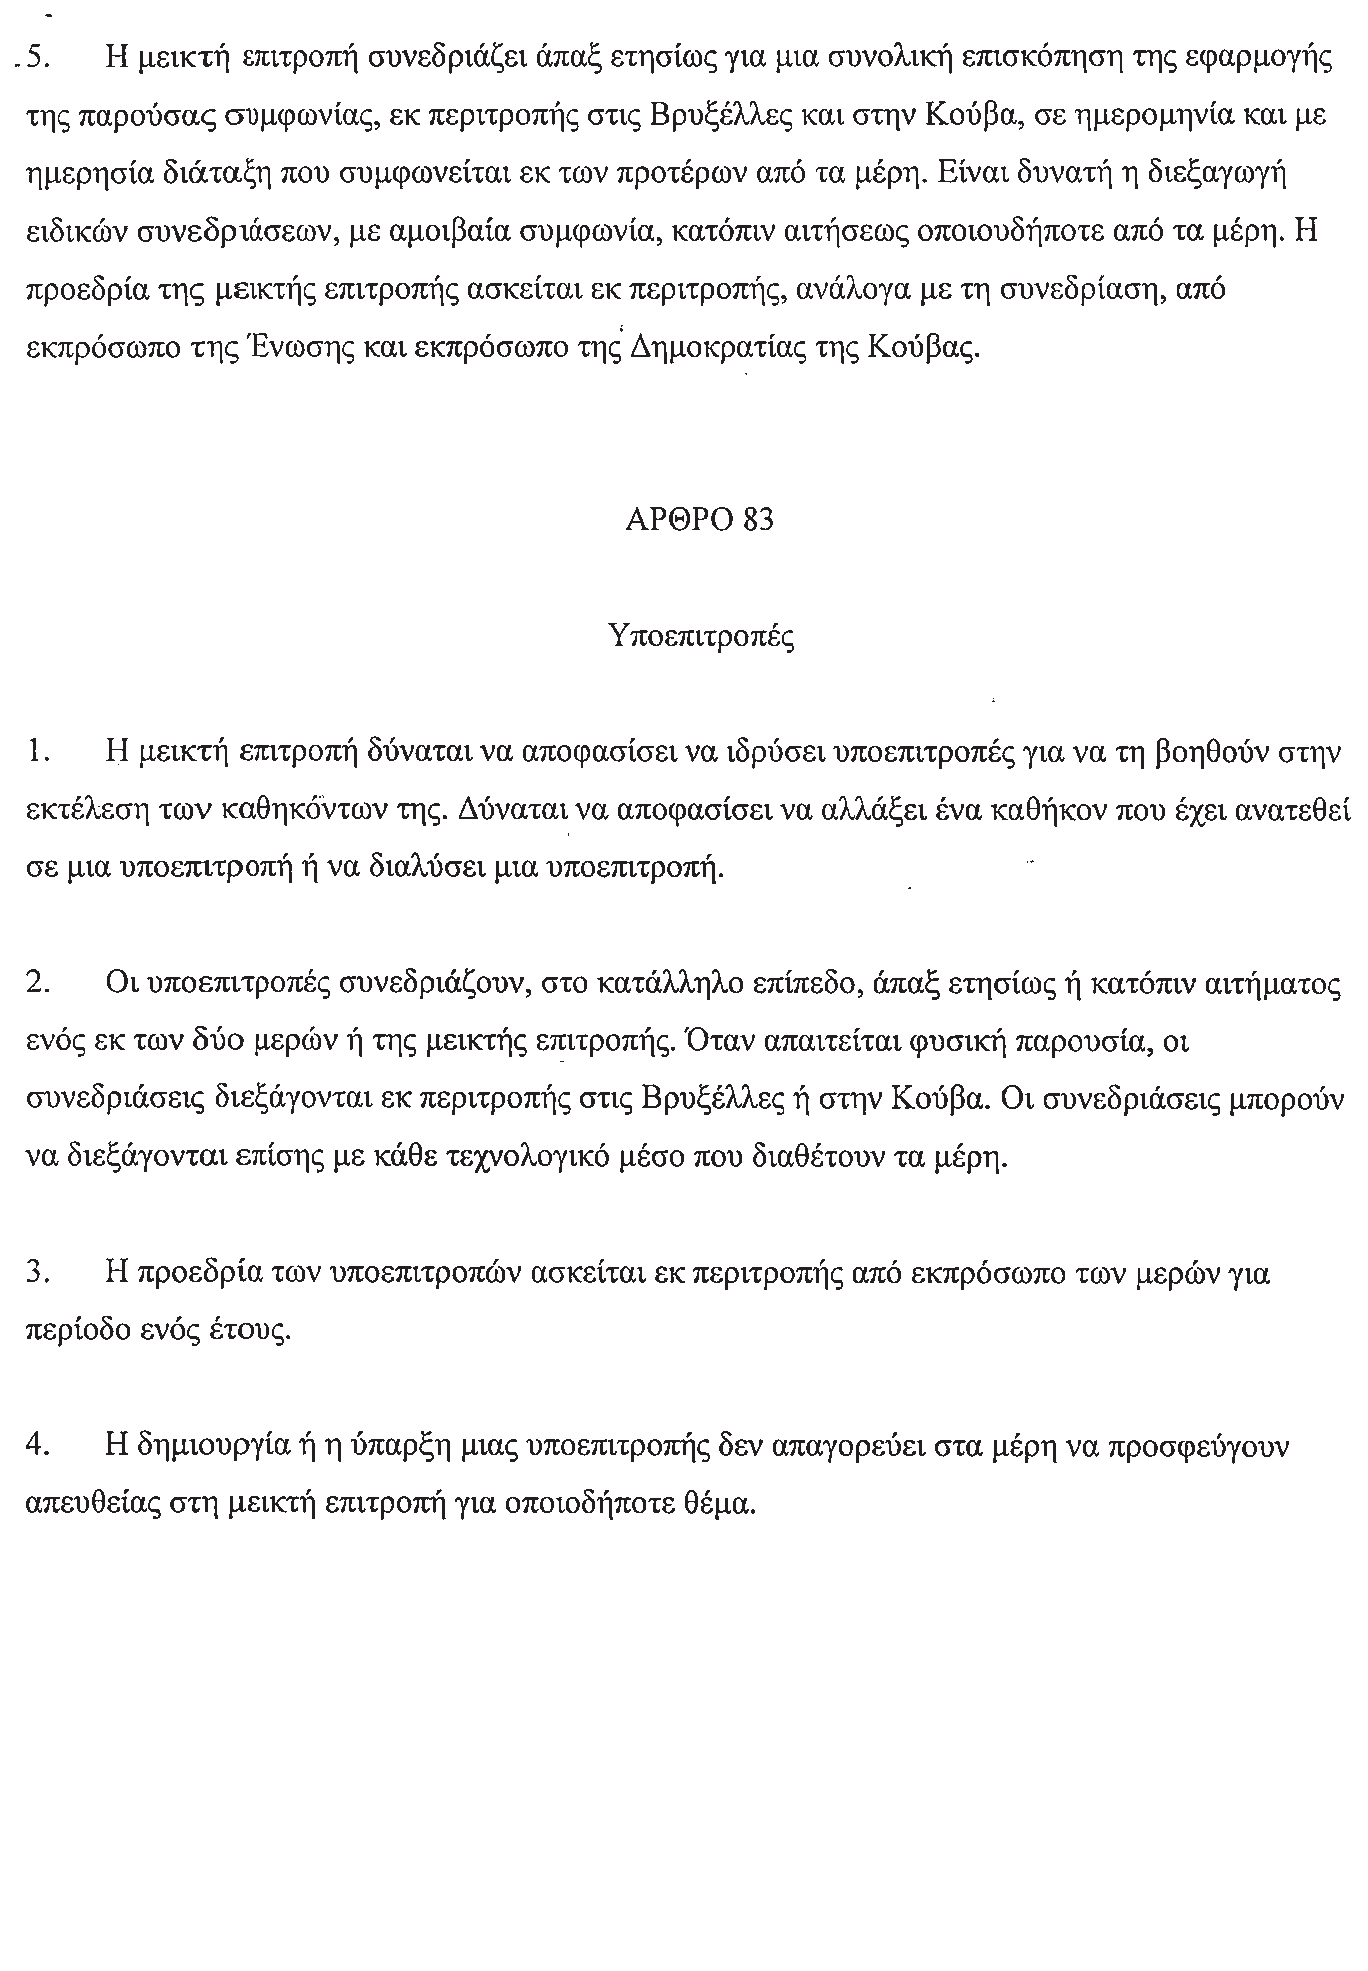 5. Η μεικτή επιτροπή συνεδριάζει άπαξ ετησίως για μια συνολική επισκόπηση της εφαρμογής
της παρούσας συμφωνίας, εκ περιτροπής στις Βρυξέλλες και στην Κούβα, σε ημερομηνία και με
ημερησία διάταξη που συμφωνείται εκ των προτέρων από τα μέρη. Είναι δυνατή η διεξαγωγή
ειδικών συνεδριάσεων, με αμοιβαία συμφωνία, κατόπιν αιτήσεως οποιουδήποτε από τα μέρη. Η
προεδρία της μεικτής επιτροπής ασκείται εκ περιτροπής, ανάλογα με τη συνεδρίαση, από
εκπρόσωπο της Ένωσης και εκπρόσωπο της Δημοκρατίας της Κούβας.
ΑΡΘΡΟ 83
Υποεπιτροπές
1. Η μεικτή επιτροπή δύναται να αποφασίσει να ιδρύσει υποεπιτροπές για να τη βοηθούν στην
εκτέλεση των καθηκόντων της. Δύναται να αποφασίσει να αλλάξει ένα καθήκον που έχει ανατεθεί
σε μια υποεπιτροπή ή να διαλύσει μια υποεπιτροπή.
2. Οι υποεπιτροπές συνεδριάζουν, στο κατάλληλο επίπεδο, άπαξ ετησίως ή κατόπιν αιτήματος
ενός εκ των δύο μερών ή της μεικτής επιτροπής. Όταν απαιτείται φυσική παρουσία, οι
συνεδριάσεις διεξάγονται εκ περιτροπής στις Βρυξέλλες ή στην Κούβα. Οι συνεδριάσεις μπορούν
να διεξάγονται επίσης με κάθε τεχνολογικό μέσο που διαθέτουν τα μέρη.
3. Η προεδρία των υποεπιτροπών ασκείται εκ περιτροπής από εκπρόσωπο των μερών για
περίοδο ενός έτους.
4. Η δημιουργία ή η ύπαρξη μιας υποεπιτροπής δεν απαγορεύει στα μέρη να προσφεύγουν
απευθείας στη μεικτή επιτροπή για οποιοδήποτε θέμα.